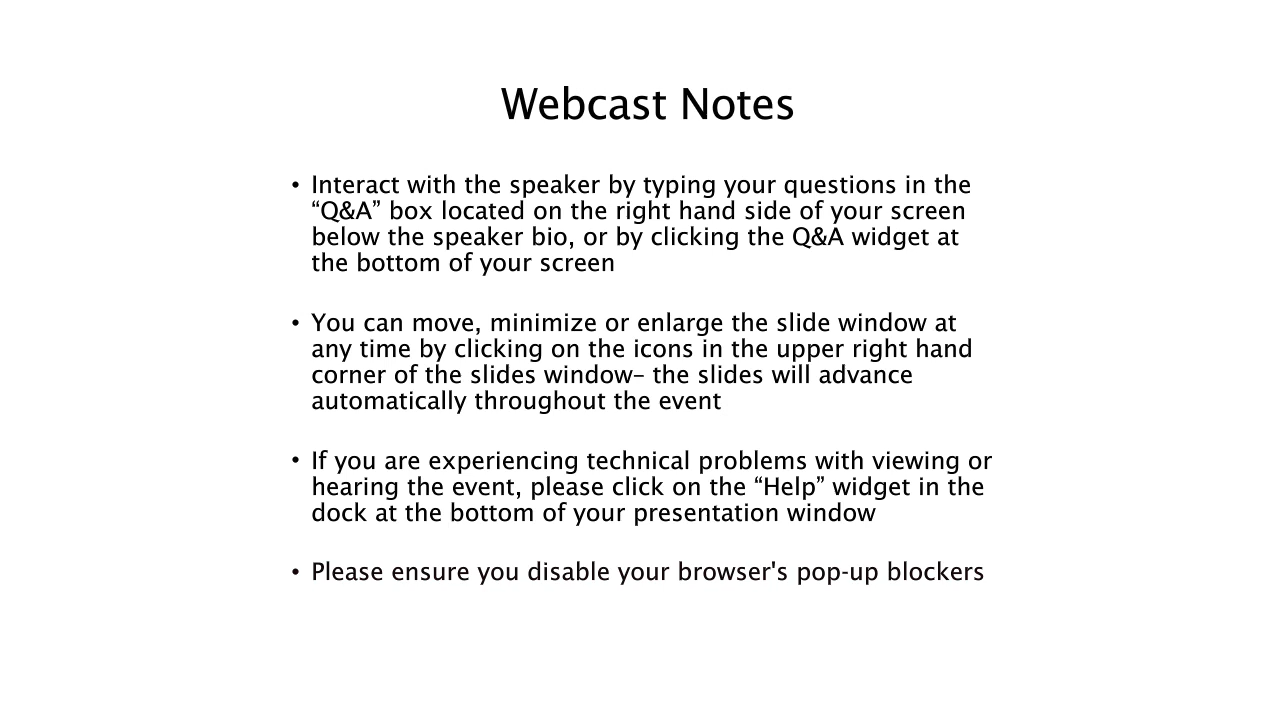 Webcast Notes
• Interact with the speaker by typing your questions in the
“Q&A” box located on the right hand side of your screen
below the speaker bio, or by clicking the Q&A widget at
the bottom of your screen
• You can move, minimize or enlarge the slide window at
any time by clicking on the icons in the upper right hand
corner of the slides window– the slides will advance
automatically throughout the event
• If you are experiencing technical problems with viewing or
hearing the event, please click on the “Help” widget in the
dock at the bottom of your presentation window
• Please ensure you disable your browser's pop-up blockers